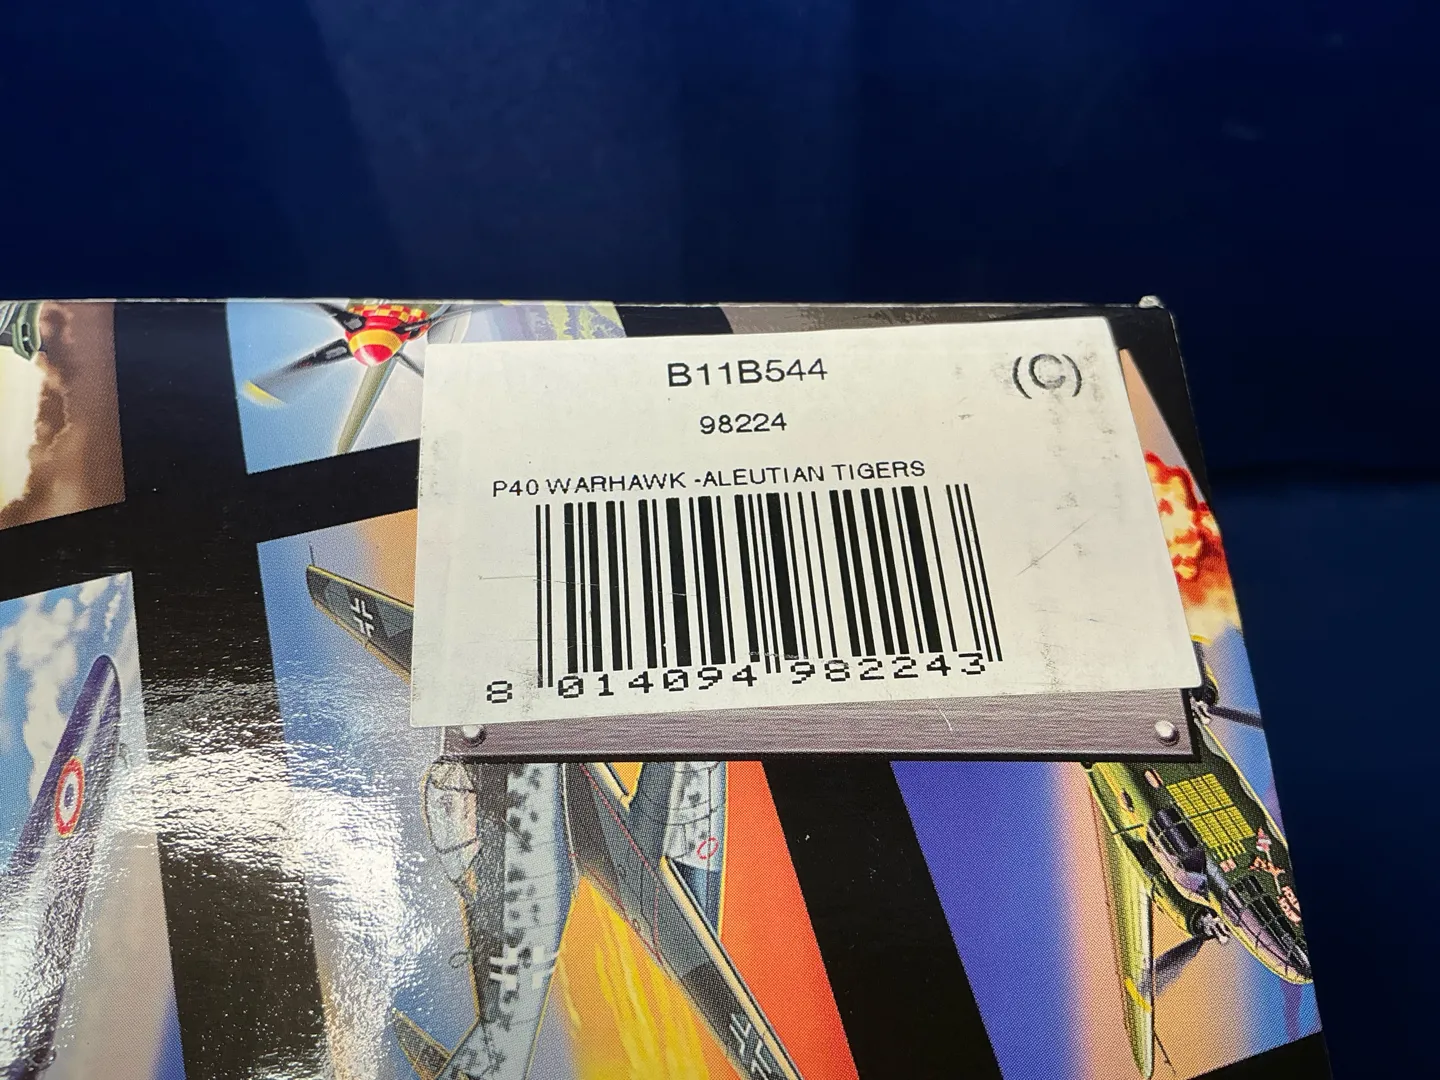 B11B544
(C)
98224
P40 WARHAWK -ALEUTIAN TIGERS
8 014094 982243